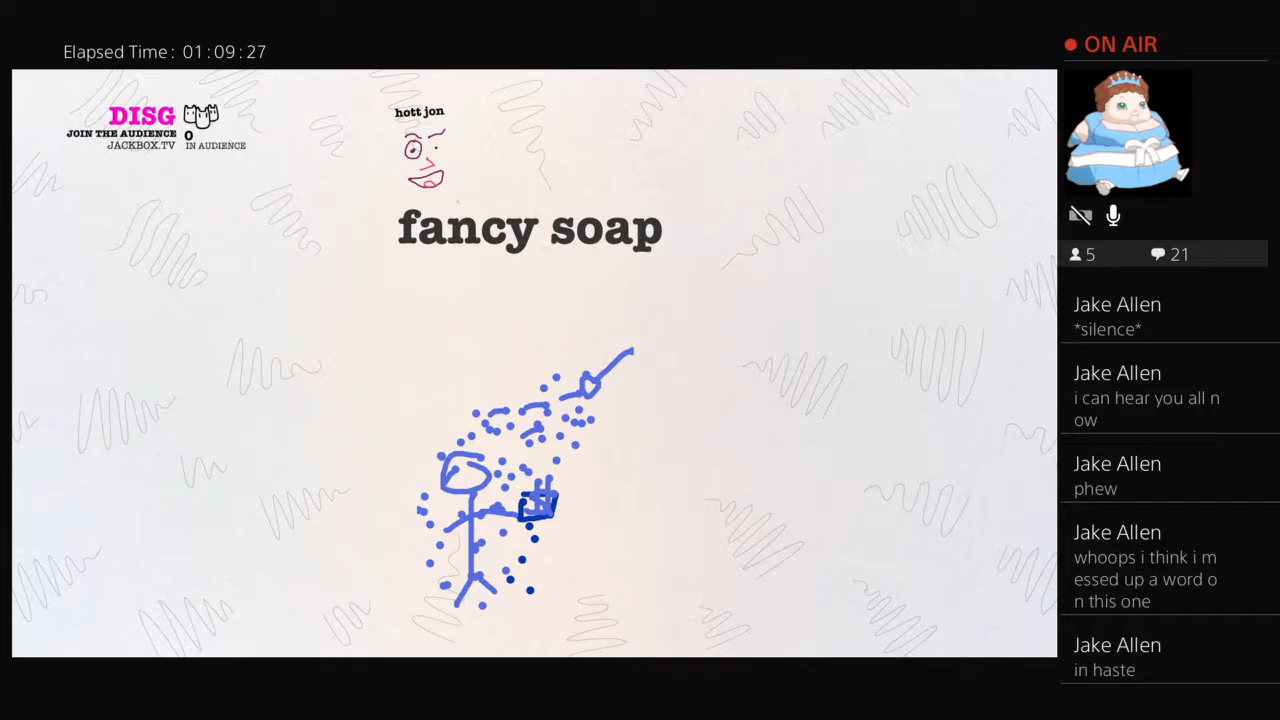 Elapsed Time: 01:09:27
ON AIR
DISG
JOIN THE AUDIENCE
JACKBOX.TV
0
IN AUDIENCE
hott jon
fancy soap
$
5
21
Jake Allen
*silence*
Jake Allen
i can hear you all n
ow
Jake Allen
phew
Jake Allen
whoops i think i m
essed up a word o
n this one
Jake Allen
in haste